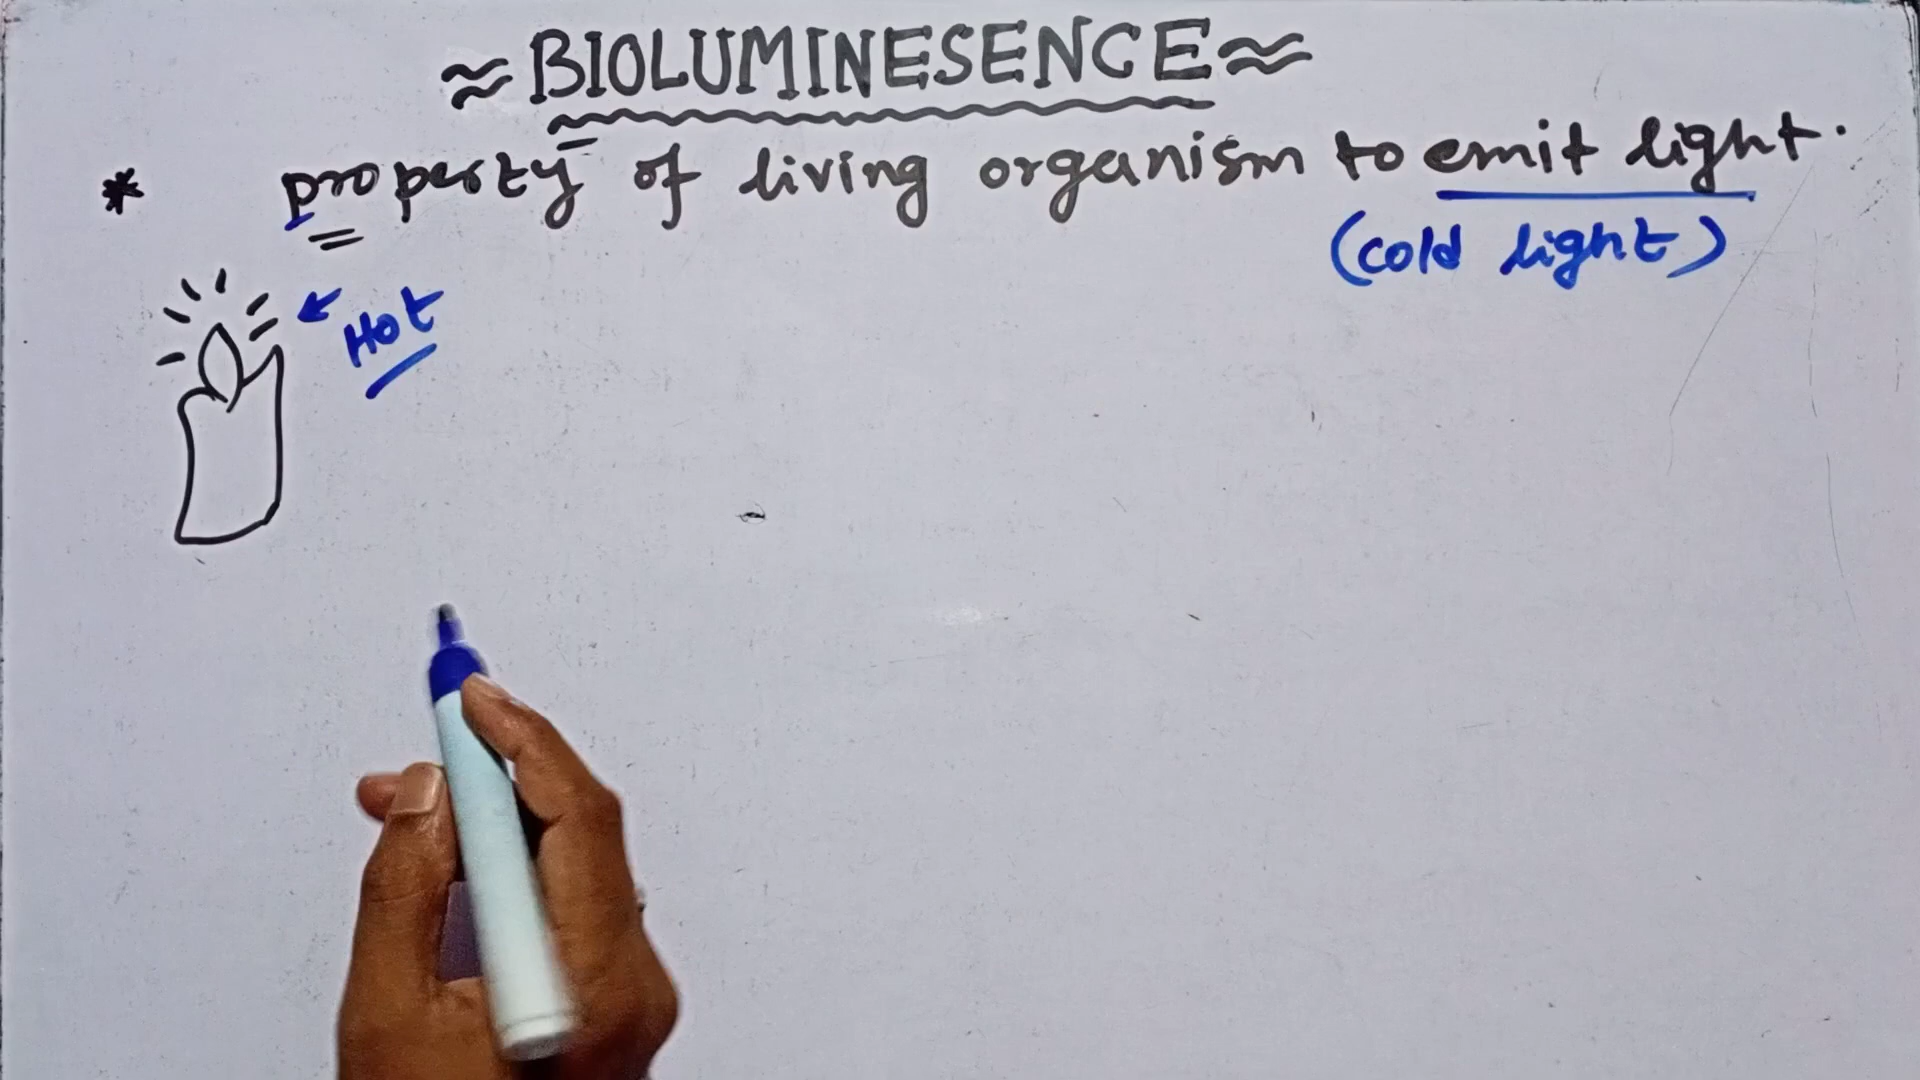 ≈ BIOLUMINESENCE ≈
* property of living organism to emit light.
(cold light)
Hot